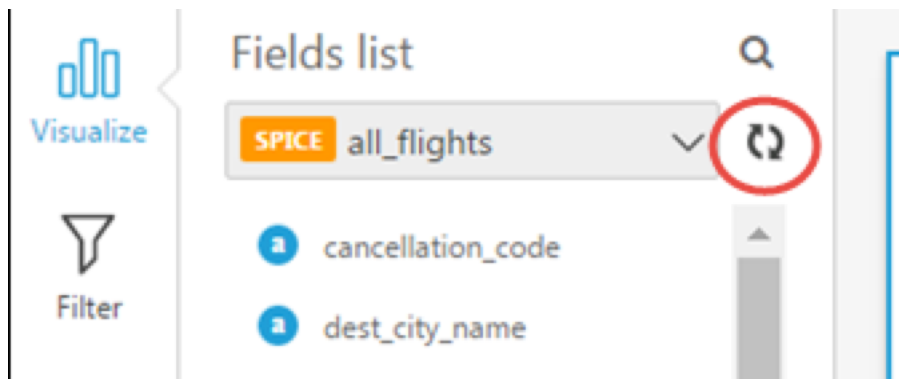 Visualize
Filter
Fields list
SPICE all_flights
a cancellation_code
a dest_city_name